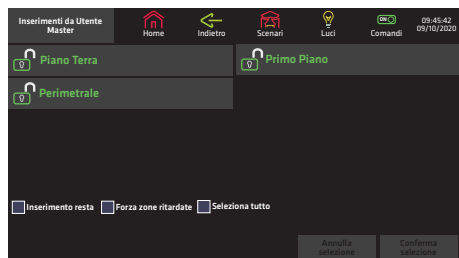 Inserimenti da Utente
Master
Home
Indietro
Scenari
Luci
ON
Comandi
09:45:42
09/10/2020
Piano Terra
Primo Piano
Perimetrale
Inserimento resta
Forza zone ritardate
Seleziona tutto
Annulla
selezione
Conferma
selezione